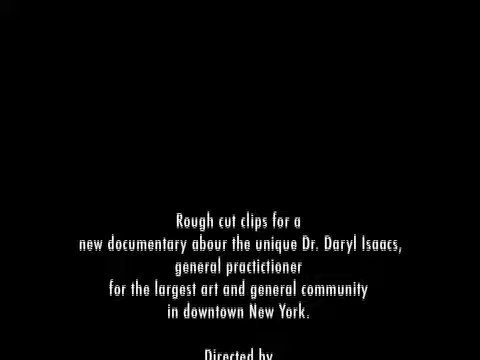 Rough cut clips for a
new documentary abour the unique Dr. Daryl Isaacs,
general practictioner
for the largest art and general community
in downtown New York.
Directed by